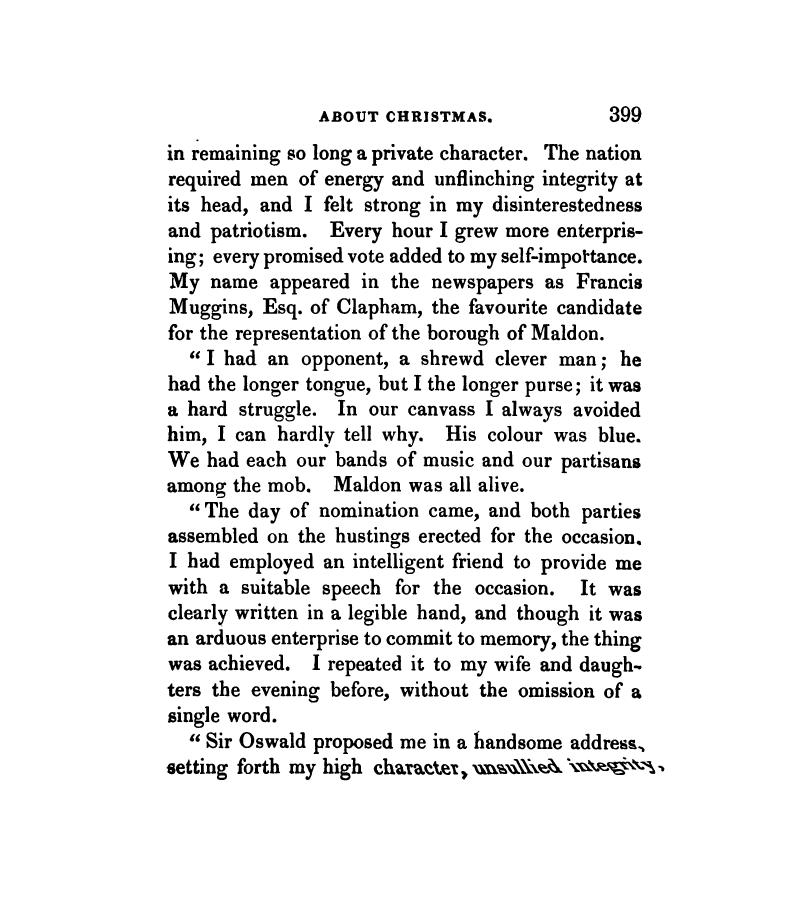 ABOUT CHRISTMAS. 399
in remaining so long a private character. The nation
required men of energy and unflinching integrity at
its head, and I felt strong in my disinterestedness
and patriotism. Every hour I grew more enterpris-
ing; every promised vote added to my self-importance.
My name appeared in the newspapers as Francis
Muggins, Esq. of Clapham, the favourite candidate
for the representation of the borough of Maldon.
“I had an opponent, a shrewd clever man; he
had the longer tongue, but I the longer purse; it was
a hard struggle. In our canvass I always avoided
him, I can hardly tell why. His colour was blue.
We had each our bands of music and our partisans
among the mob. Maldon was all alive.
“The day of nomination came, and both parties
assembled on the hustings erected for the occasion.
I had employed an intelligent friend to provide me
with a suitable speech for the occasion. It was
clearly written in a legible hand, and though it was
an arduous enterprise to commit to memory, the thing
was achieved. I repeated it to my wife and daugh-
ters the evening before, without the omission of a
single word.
“Sir Oswald proposed me in a handsome address,
setting forth my high character, unsullied integrity,